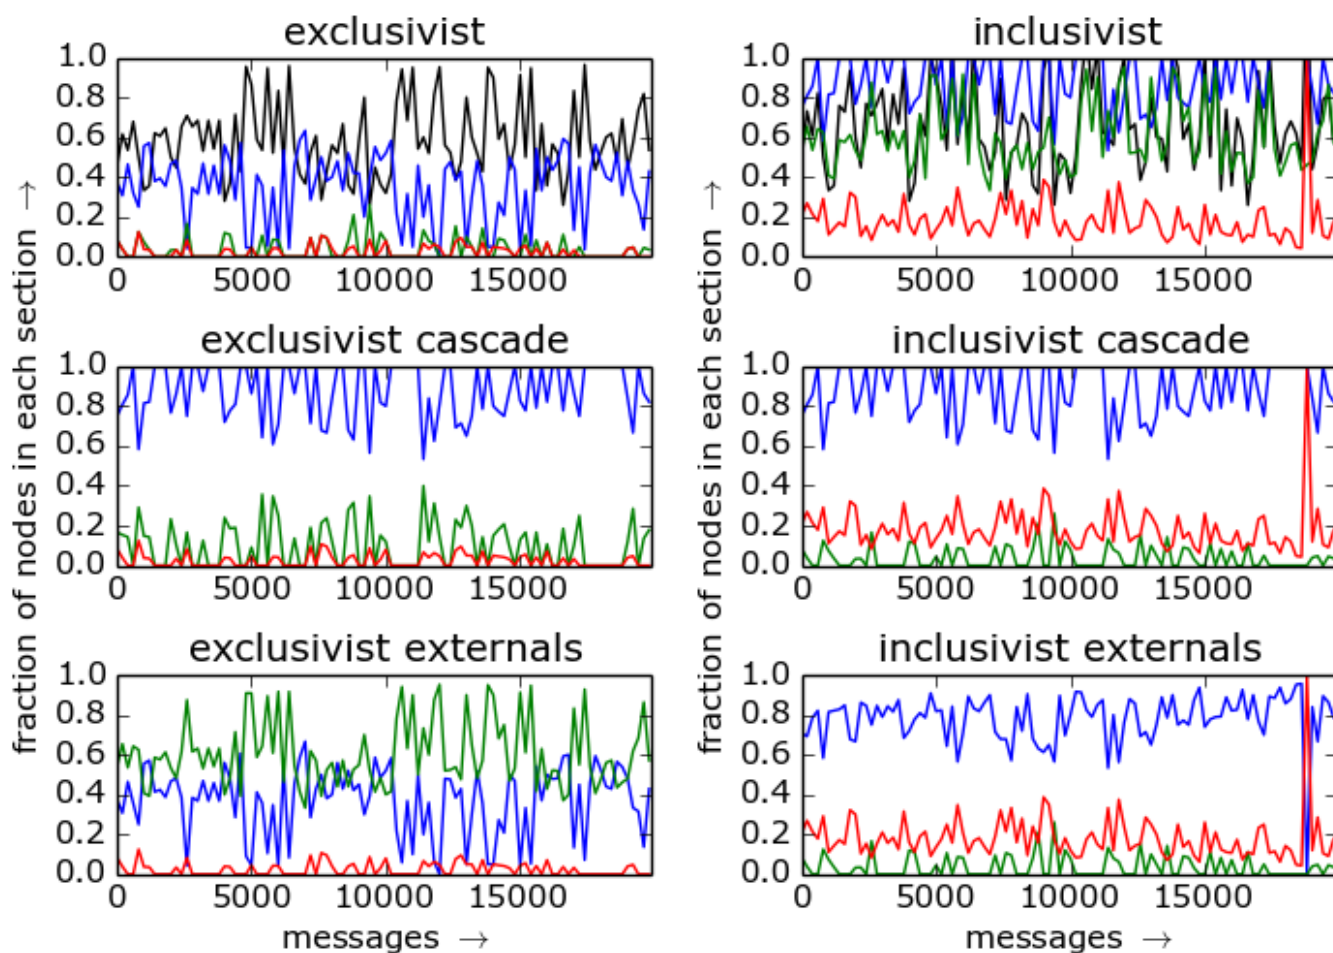 exclusivist
1.0
0.8
0.6
0.4
0.2
0.0
0 5000 10000 15000
inclusivist
1.0
0.8
0.6
0.4
0.2
0.0
0 5000 10000 15000
exclusivist cascade
1.0
0.8
0.6
0.4
0.2
0.0
0 5000 10000 15000
inclusivist cascade
1.0
0.8
0.6
0.4
0.2
0.0
0 5000 10000 15000
exclusivist externals
1.0
0.8
0.6
0.4
0.2
0.0
0 5000 10000 15000
messages →
inclusivist externals
1.0
0.8
0.6
0.4
0.2
0.0
0 5000 10000 15000
messages →
fraction of nodes in each section →
fraction of nodes in each section →